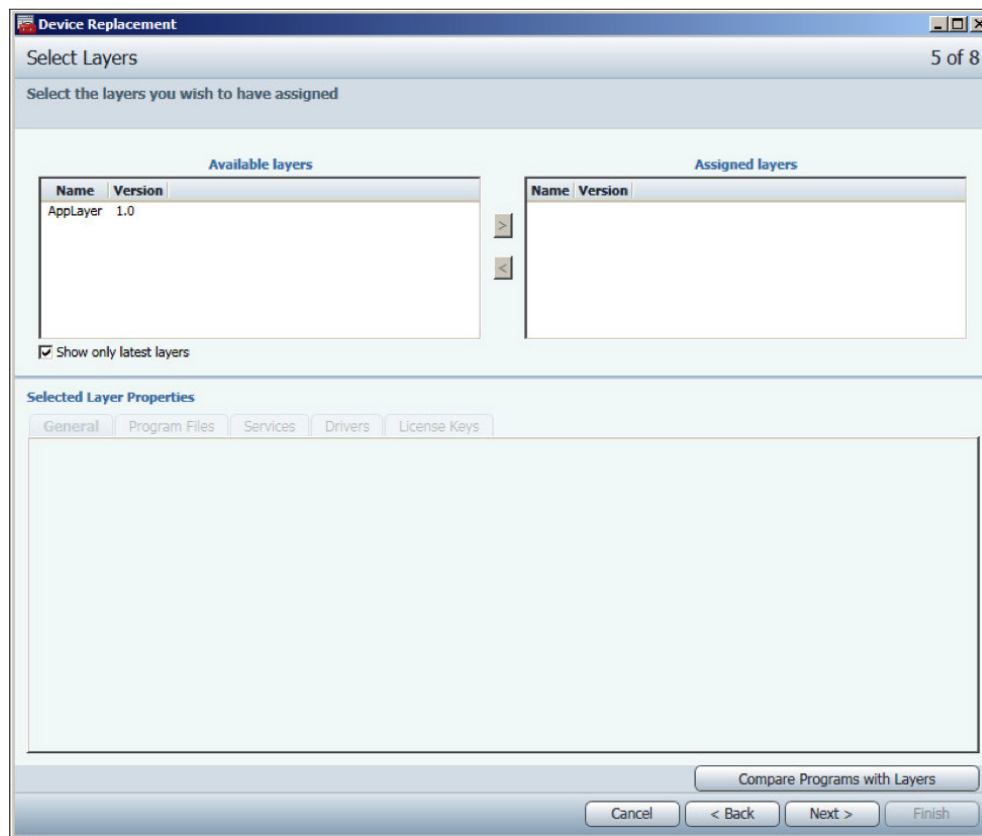 Device Replacement
Select Layers 5 of 8
Select the layers you wish to have assigned
Available layers Assigned layers
Name Version Name Version
AppLayer 1.0
>
<
Show only latest layers
Selected Layer Properties
General Program Files Services Drivers License Keys
Compare Programs with Layers
Cancel < Back Next > Finish